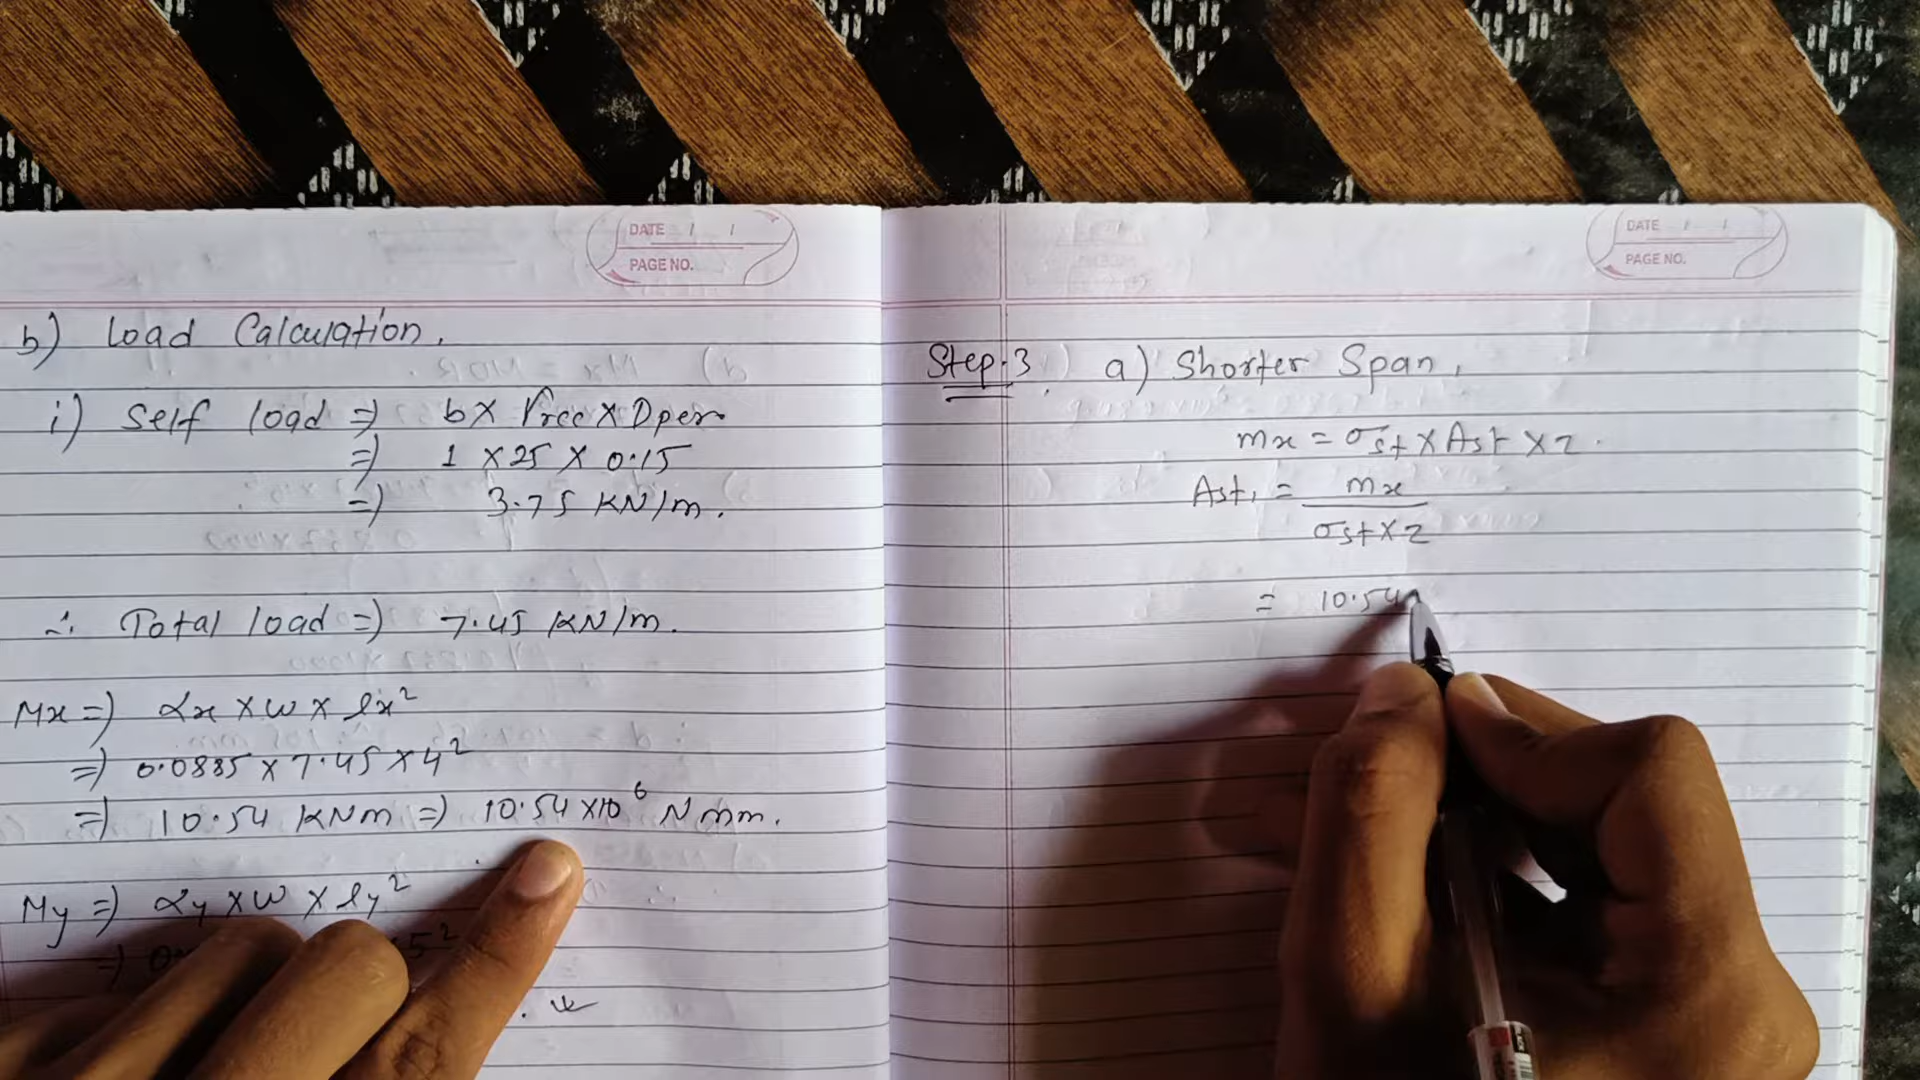 DATE / /
PAGE NO.
b) Load Calculation.
i) Self load ⇒ b × γrcc × Dper
⇒ 1 × 25 × 0.15
⇒ 3.75 KN/m.
∴ Total load ⇒ 7.45 KN/m.
Mx ⇒ αx × w × lx²
⇒ 0.0885 × 7.45 × 4²
⇒ 10.54 KNm ⇒ 10.54 × 10⁶ N mm.
My ⇒ αy × w × ly²
DATE / /
PAGE NO.
Step.3 a) Shorter Span,
mx = σst × Ast × z.
Ast, = mx
σst × z
= 10.54